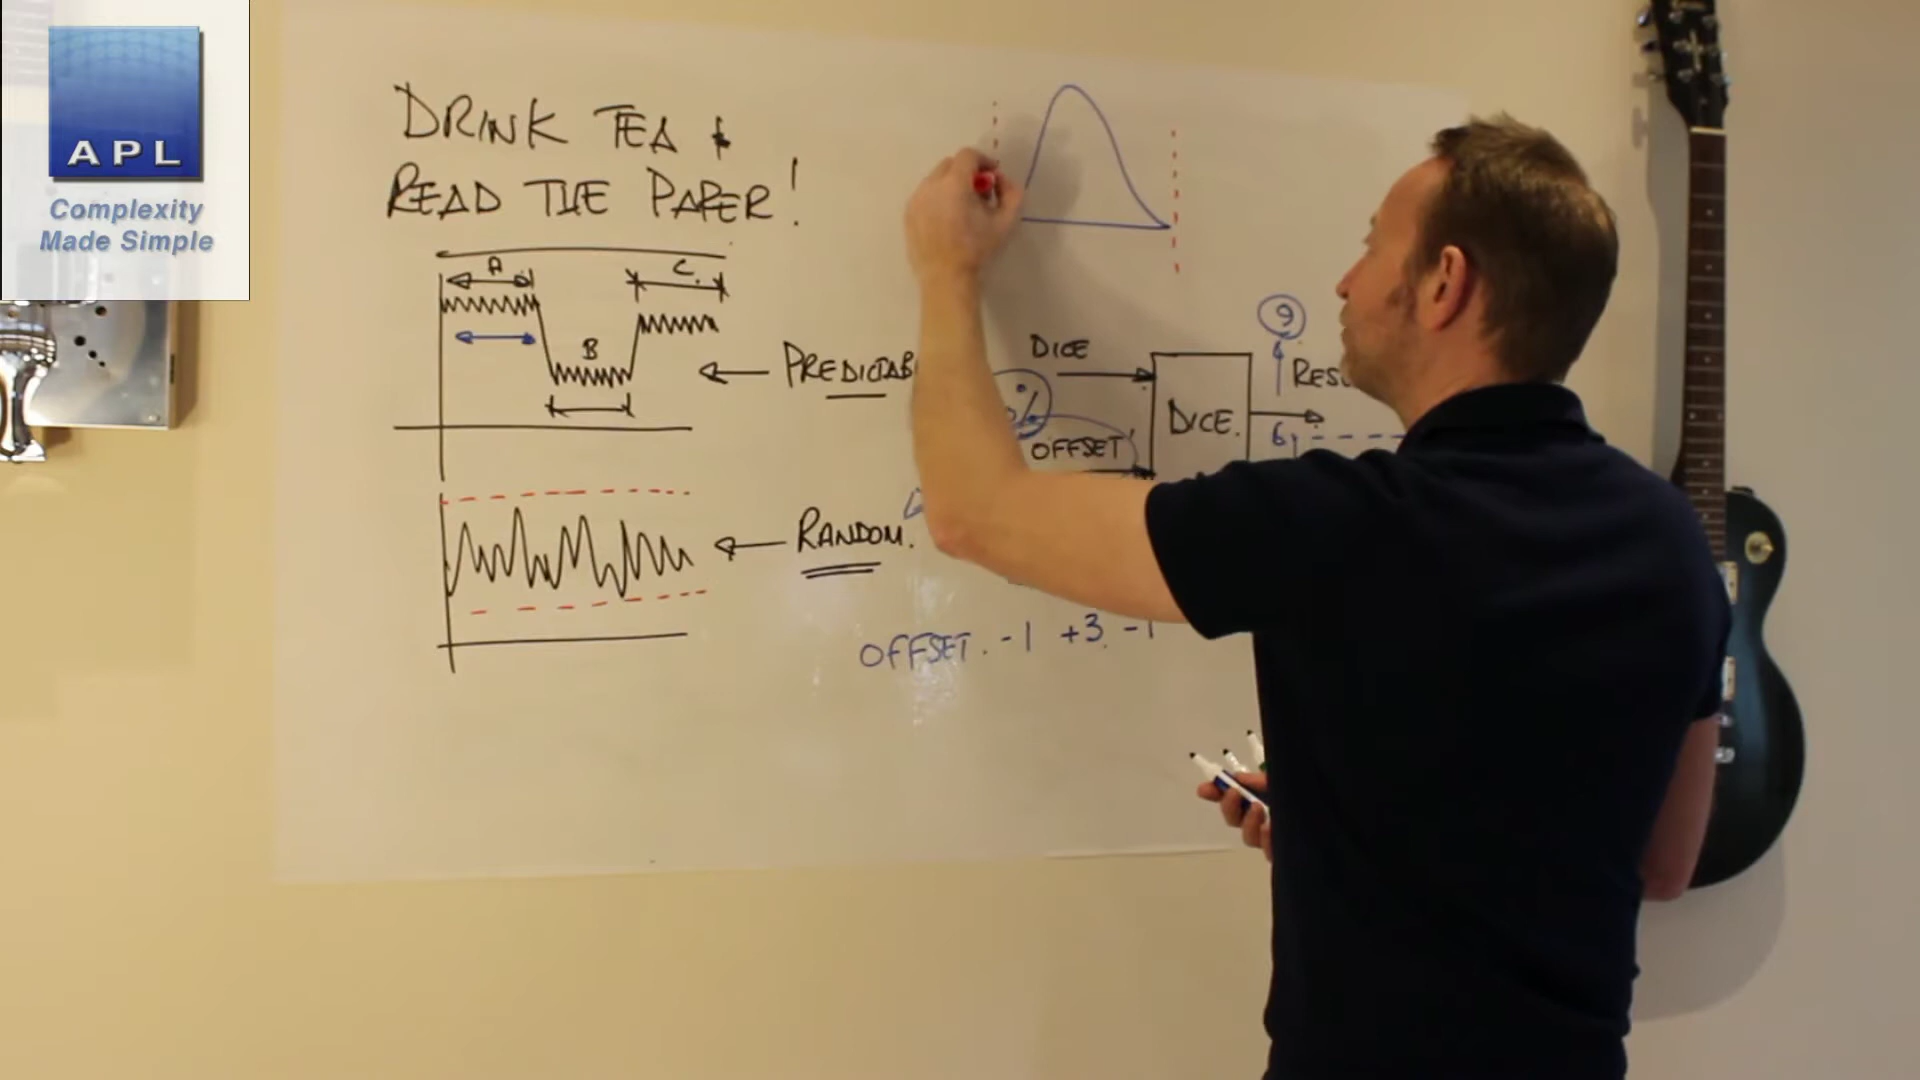 APL
Complexity
Made Simple
DRINK TEA &
READ THE PAPER!
A
C.
B
PREDICTAB
RANDOM.
DICE
%
OFFSET
DICE.
9
RESU
6
OFFSET. -1 +3. -1